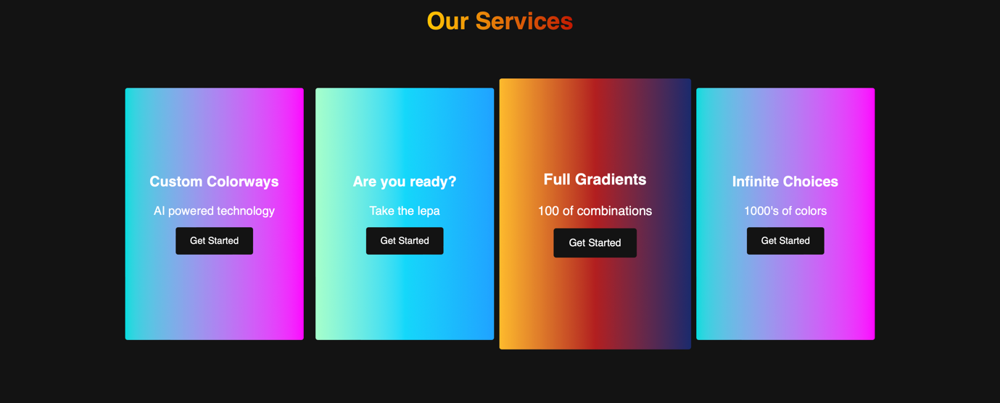 Our Services
Custom Colorways
AI powered technology
Get Started
Are you ready?
Take the lepa
Get Started
Full Gradients
100 of combinations
Get Started
Infinite Choices
1000's of colors
Get Started